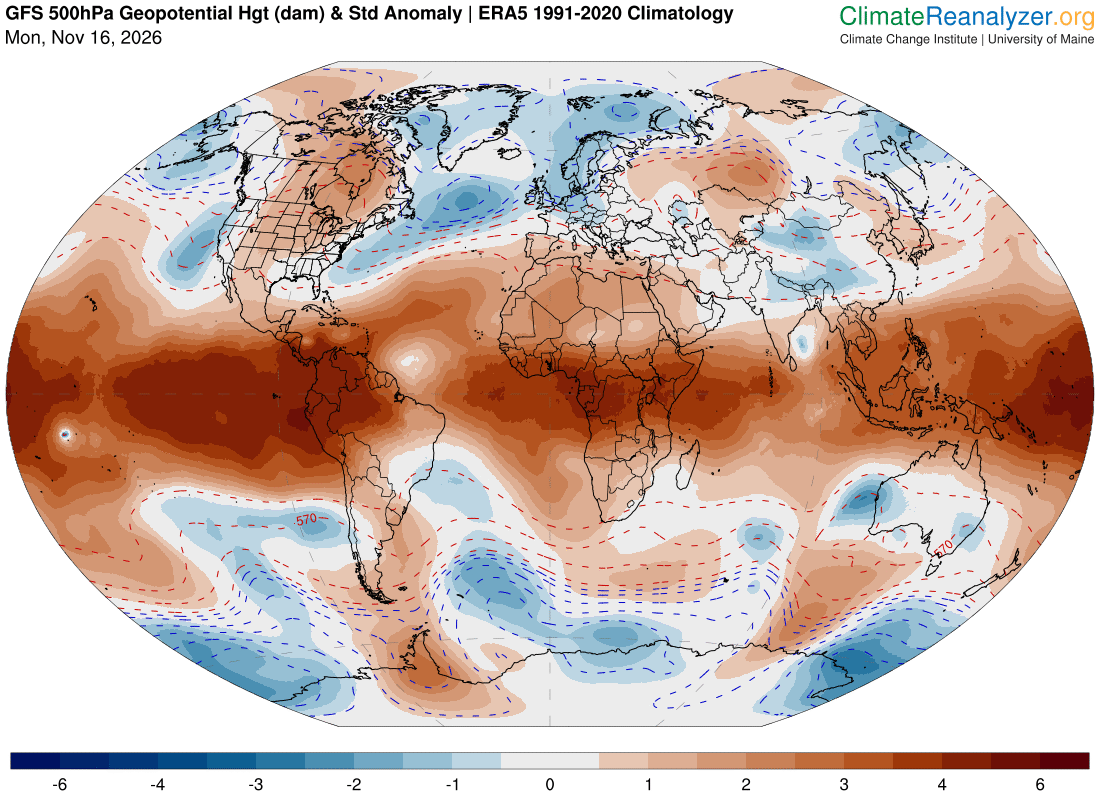 GFS 500hPa Geopotential Hgt (dam) & Std Anomaly | ERA5 1991-2020 Climatology
Mon, Nov 16, 2026
ClimateReanalyzer.org
Climate Change Institute | University of Maine
570
570
-6 -4 -3 -2 -1 0 1 2 3 4 6